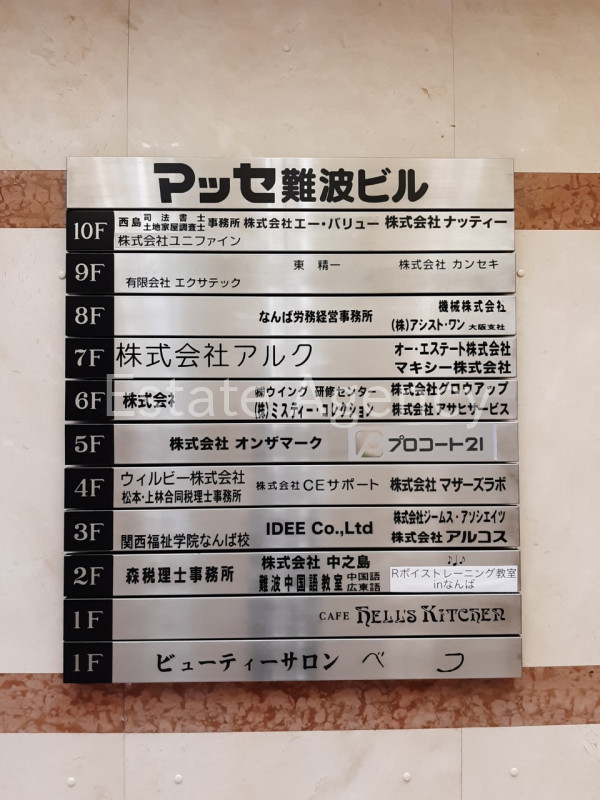 マッセ難波ビル
10F 西島 司法書士 土地家屋調査士 事務所 株式会社エー・バリュー 株式会社ナッティー
株式会社ユニファイン
9F 東 精一 株式会社 カンセキ
有限会社 エクサテック
8F なんば労務経営事務所 機械株式会社
(株)アシスト・ワン 大阪支社
7F 株式会社アルク オー・エステート株式会社
マキシー株式会社
6F 株式会社 ㈱ウイング 研修センター 株式会社グロウアップ
(株)ミスティー・コレクション 株式会社 アサヒサービス
Estate Agency
5F 株式会社 オンザマーク プロコート21
4F ウィルビー株式会社 株式会社CEサポート 株式会社 マザーズラボ
松本・上林合同税理士事務所
3F IDEE Co.,Ltd 株式会社ジームス・アソシエイツ
関西福祉学院なんば校 株式会社 アルコス
2F 森税理士事務所 株式会社 中之島 Rボイストレーニング教室
難波中国語教室 中国語 広東語 inなんば
1F CAFE HELL'S KITCHEN
1F ビューティーサロン ベ コ